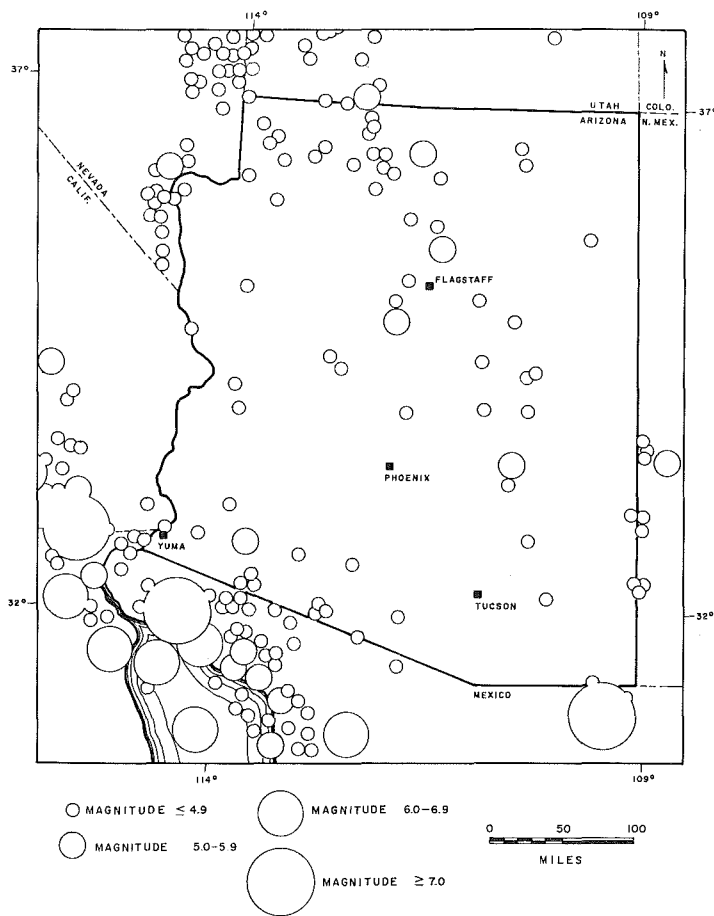 114° 109°
N
37°
UTAH COLO.
37°
ARIZONA N. MEX.
NEVADA
CALIF.
FLAGSTAFF
PHOENIX
YUMA
TUCSON
32° 32°
MEXICO
114° 109°
MAGNITUDE ≤ 4.9
MAGNITUDE 6.0–6.9
MAGNITUDE 5.0–5.9
0 50 100
MILES
MAGNITUDE ≥ 7.0